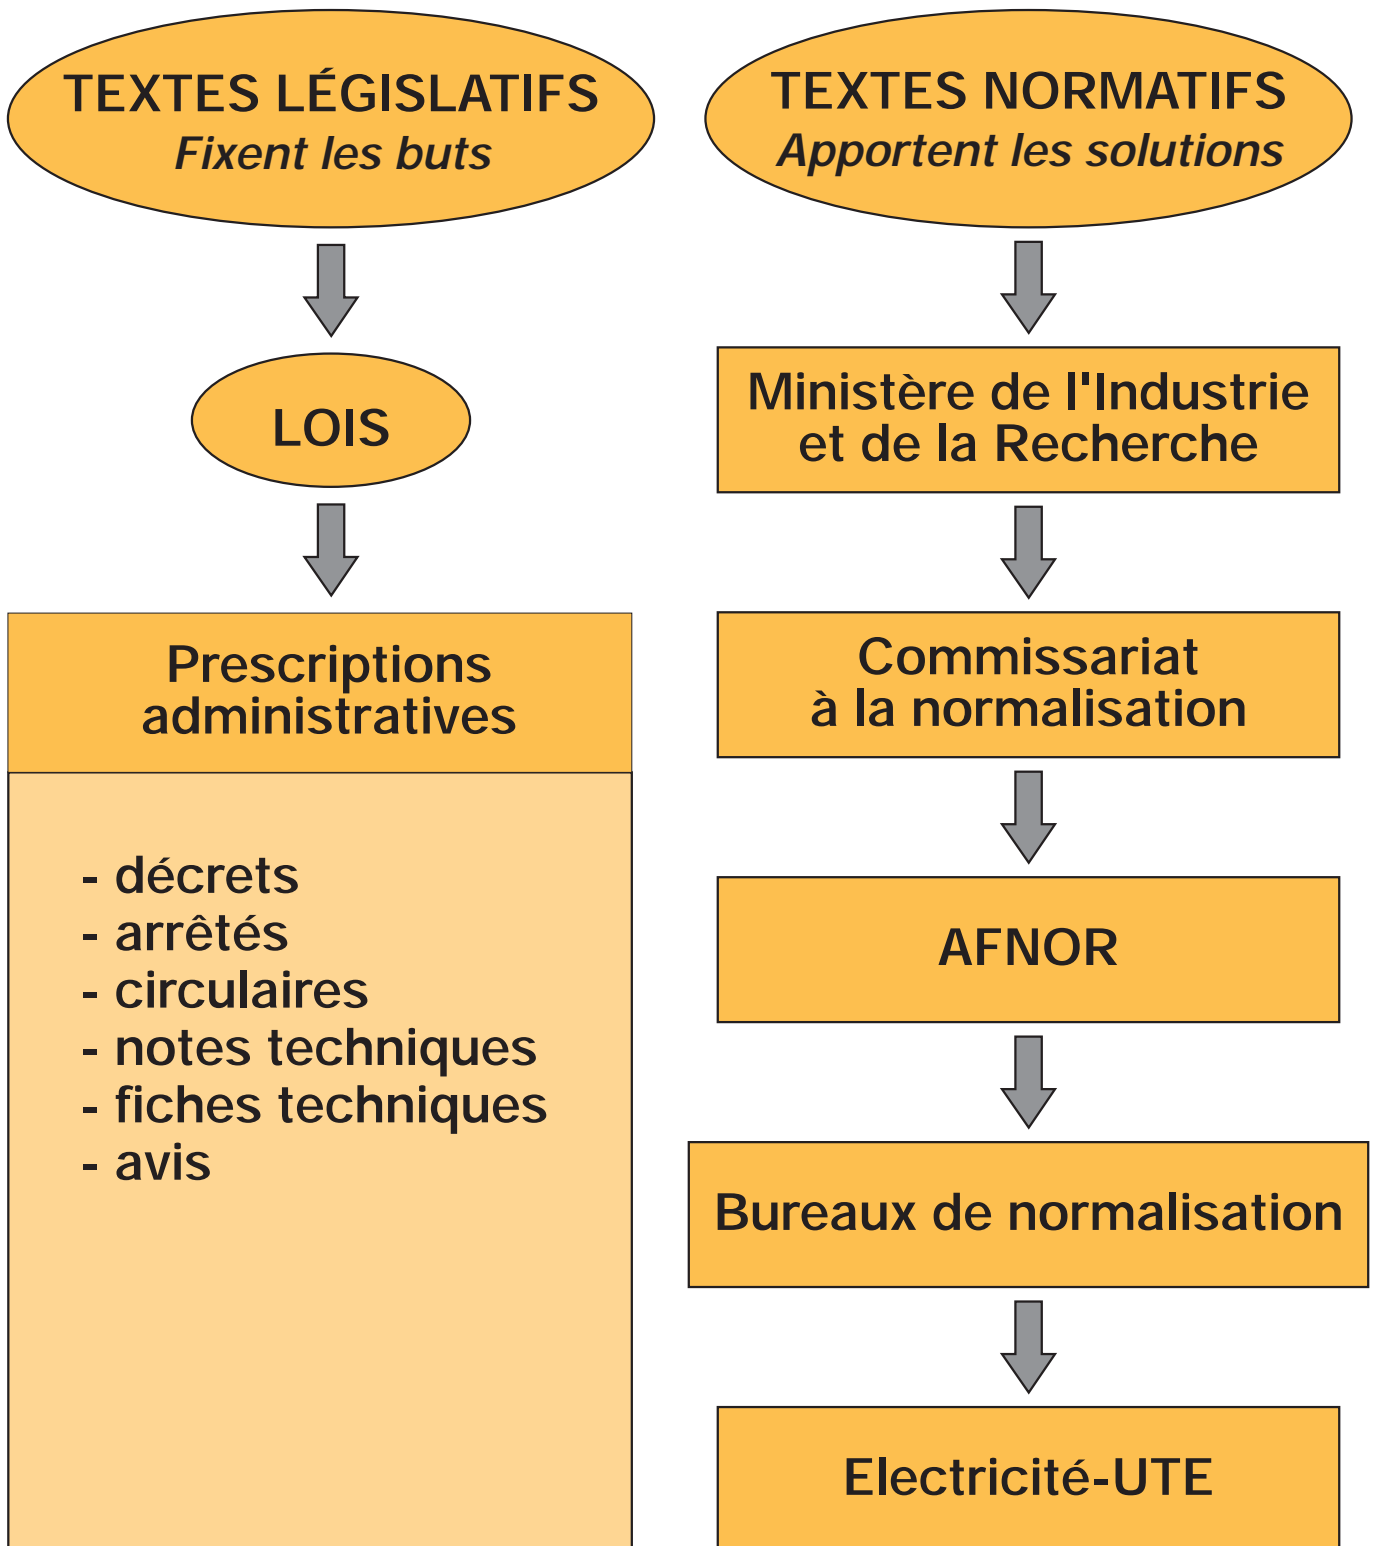 TEXTES LÉGISLATIFS
Fixent les buts
LOIS
Prescriptions
administratives
- décrets
- arrêtés
- circulaires
- notes techniques
- fiches techniques
- avis
TEXTES NORMATIFS
Apportent les solutions
Ministère de l'Industrie
et de la Recherche
Commissariat
à la normalisation
AFNOR
Bureaux de normalisation
Electricité-UTE